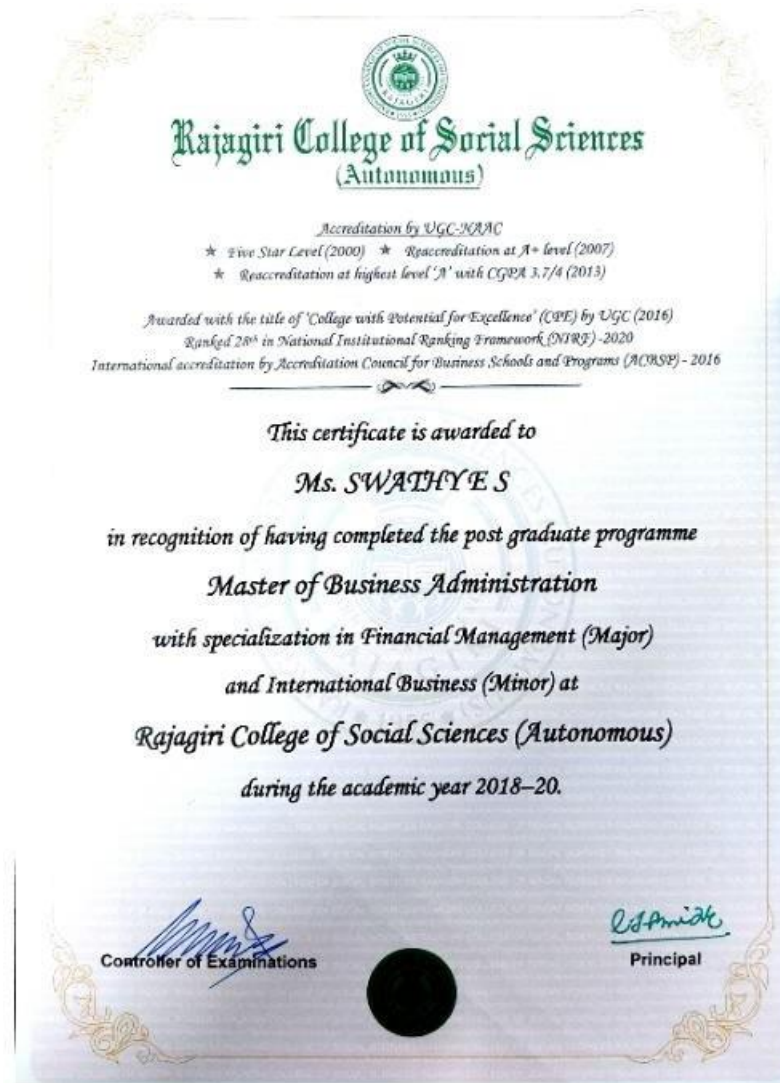 RAJAGIRI
Rajagiri College of Social Sciences
(Autonomous)
Accreditation by UGC-NAAC
★ Five Star Level (2000) ★ Reaccreditation at A+ level (2007)
★ Reaccreditation at highest level 'A' with CGPA 3.7/4 (2013)
Awarded with the title of 'College with Potential for Excellence' (CPE) by UGC (2016)
Ranked 28th in National Institutional Ranking Framework (NIRF) -2020
International accreditation by Accreditation Council for Business Schools and Programs (ACBSP) - 2016
This certificate is awarded to
Ms. SWATHY E S
in recognition of having completed the post graduate programme
Master of Business Administration
with specialization in Financial Management (Major)
and International Business (Minor) at
Rajagiri College of Social Sciences (Autonomous)
during the academic year 2018–20.
Controller of Examinations
Principal